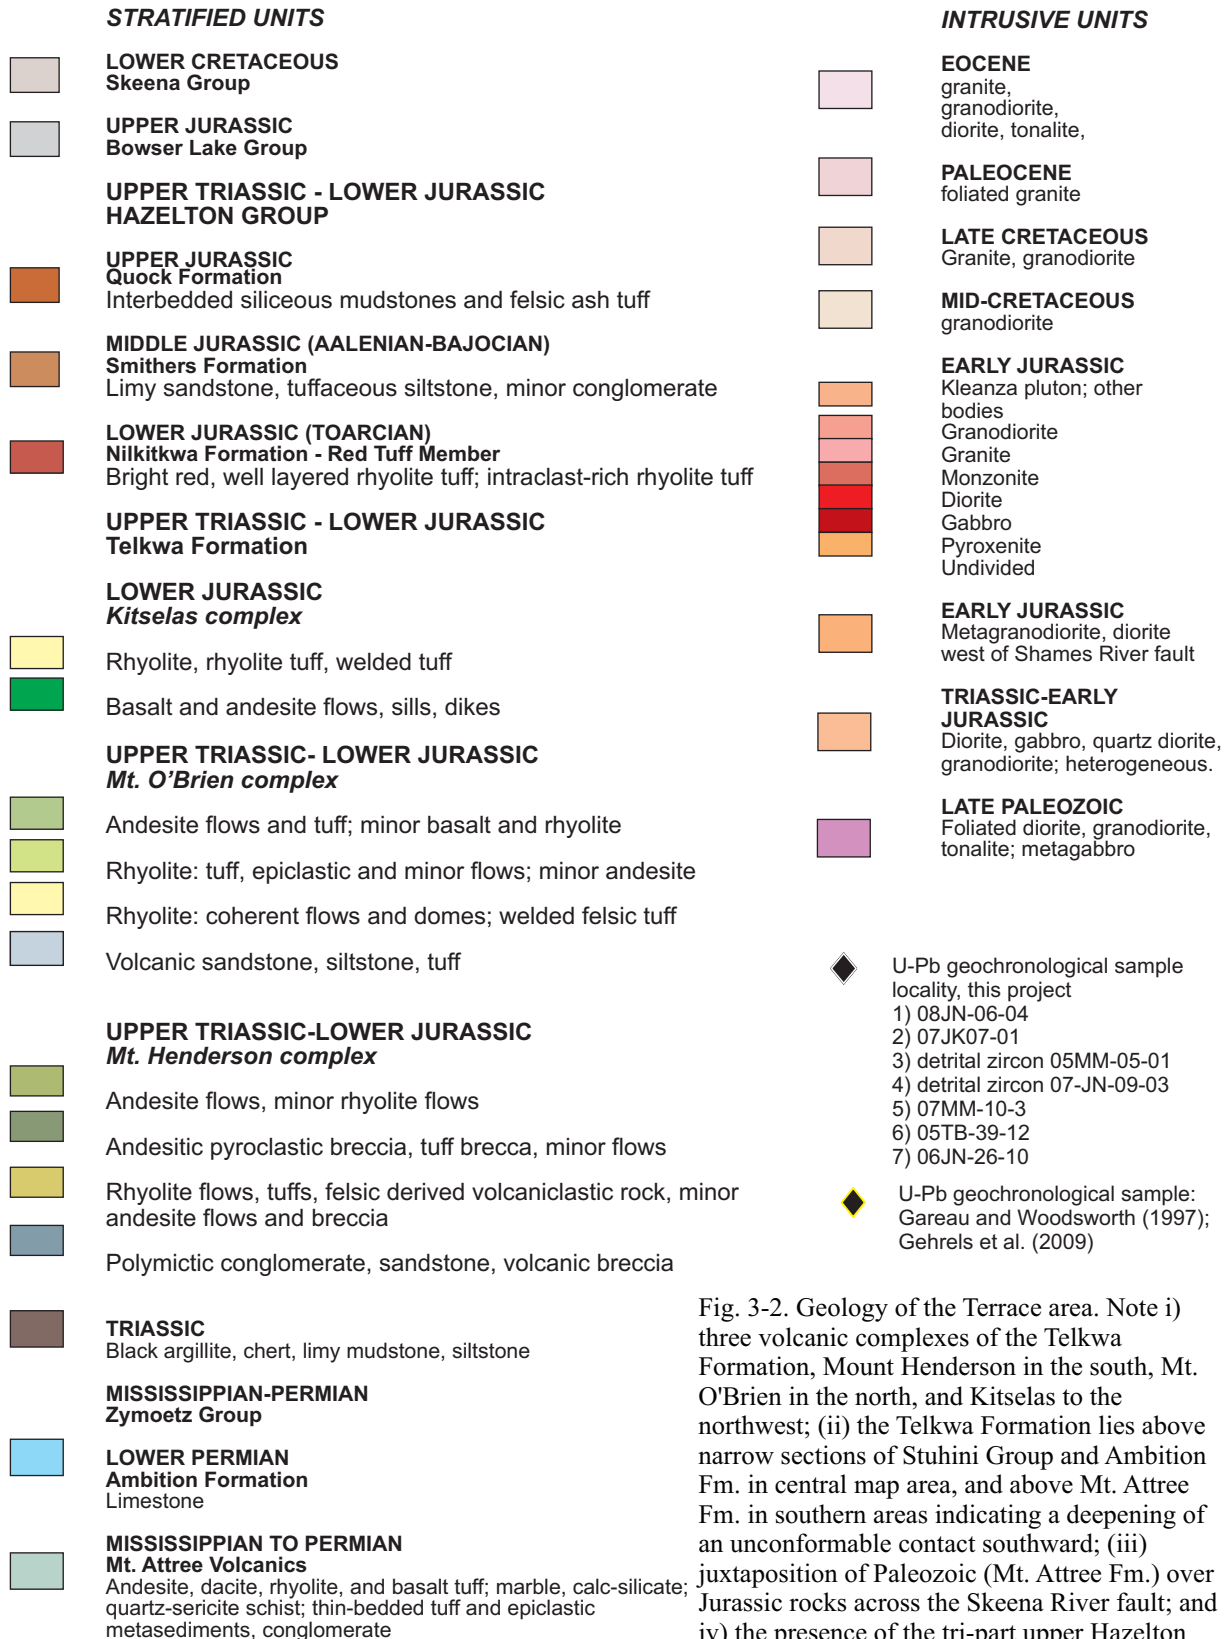 STRATIFIED UNITS
LOWER CRETACEOUS
Skeena Group
UPPER JURASSIC
Bowser Lake Group
UPPER TRIASSIC - LOWER JURASSIC
HAZELTON GROUP
UPPER JURASSIC
Quock Formation
Interbedded siliceous mudstones and felsic ash tuff
MIDDLE JURASSIC (AALENIAN-BAJOCIAN)
Smithers Formation
Limy sandstone, tuffaceous siltstone, minor conglomerate
LOWER JURASSIC (TOARCIAN)
Nilkitkwa Formation - Red Tuff Member
Bright red, well layered rhyolite tuff; intraclast-rich rhyolite tuff
UPPER TRIASSIC - LOWER JURASSIC
Telkwa Formation
LOWER JURASSIC
Kitselas complex
Rhyolite, rhyolite tuff, welded tuff
Basalt and andesite flows, sills, dikes
UPPER TRIASSIC- LOWER JURASSIC
Mt. O'Brien complex
Andesite flows and tuff; minor basalt and rhyolite
Rhyolite: tuff, epiclastic and minor flows; minor andesite
Rhyolite: coherent flows and domes; welded felsic tuff
Volcanic sandstone, siltstone, tuff
UPPER TRIASSIC-LOWER JURASSIC
Mt. Henderson complex
Andesite flows, minor rhyolite flows
Andesitic pyroclastic breccia, tuff brecca, minor flows
Rhyolite flows, tuffs, felsic derived volcaniclastic rock, minor
andesite flows and breccia
Polymictic conglomerate, sandstone, volcanic breccia
TRIASSIC
Black argillite, chert, limy mudstone, siltstone
MISSISSIPPIAN-PERMIAN
Zymoetz Group
LOWER PERMIAN
Ambition Formation
Limestone
MISSISSIPPIAN TO PERMIAN
Mt. Attree Volcanics
Andesite, dacite, rhyolite, and basalt tuff; marble, calc-silicate;
quartz-sericite schist; thin-bedded tuff and epiclastic
metasediments, conglomerate
INTRUSIVE UNITS
EOCENE
granite,
granodiorite,
diorite, tonalite,
PALEOCENE
foliated granite
LATE CRETACEOUS
Granite, granodiorite
MID-CRETACEOUS
granodiorite
EARLY JURASSIC
Kleanza pluton; other
bodies
Granodiorite
Granite
Monzonite
Diorite
Gabbro
Pyroxenite
Undivided
EARLY JURASSIC
Metagranodiorite, diorite
west of Shames River fault
TRIASSIC-EARLY
JURASSIC
Diorite, gabbro, quartz diorite,
granodiorite; heterogeneous.
LATE PALEOZOIC
Foliated diorite, granodiorite,
tonalite; metagabbro
U-Pb geochronological sample
locality, this project
1) 08JN-06-04
2) 07JK07-01
3) detrital zircon 05MM-05-01
4) detrital zircon 07-JN-09-03
5) 07MM-10-3
6) 05TB-39-12
7) 06JN-26-10
U-Pb geochronological sample:
Gareau and Woodsworth (1997);
Gehrels et al. (2009)
Fig. 3-2. Geology of the Terrace area. Note i)
three volcanic complexes of the Telkwa
Formation, Mount Henderson in the south, Mt.
O'Brien in the north, and Kitselas to the
northwest; (ii) the Telkwa Formation lies above
narrow sections of Stuhini Group and Ambition
Fm. in central map area, and above Mt. Attree
Fm. in southern areas indicating a deepening of
an unconformable contact southward; (iii)
juxtaposition of Paleozoic (Mt. Attree Fm.) over
Jurassic rocks across the Skeena River fault; and
iv) the presence of the tri-part upper Hazelton